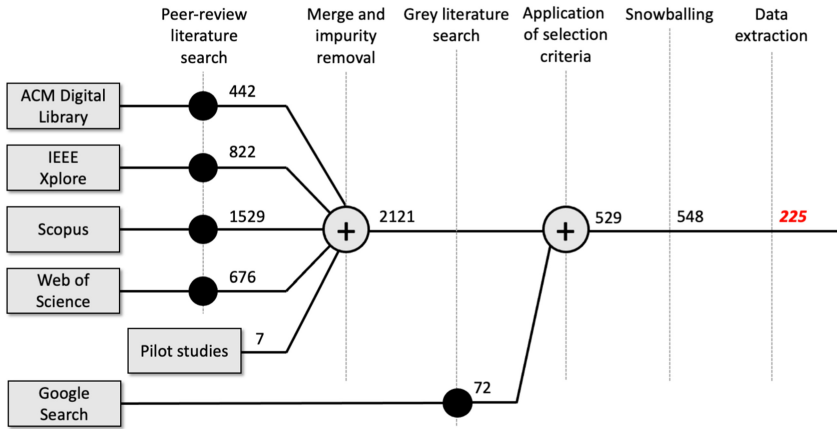 Peer-review
literature
search
Merge and
impurity
removal
Grey literature
search
Application
of selection
criteria
Snowballing
Data
extraction
ACM Digital
Library
442
IEEE
Xplore
822
Scopus
1529
+
2121
+
529
548
225
Web of
Science
676
Pilot studies
7
Google
Search
72